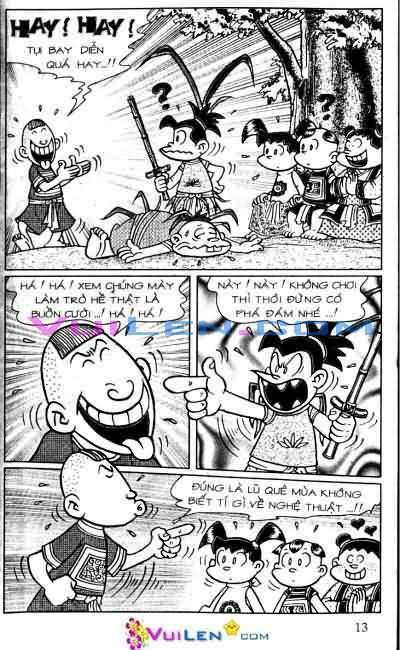 HAY! HAY!
TỤI BAY DIỄN
QUÁ HAY...!!
?
?
HÁ! HÁ! XEM CHÚNG MÀY
LÀM TRÒ HỀ THẬT LÀ
BUỒN CƯỜI...! HÁ! HÁ!
NÀY! NÀY! KHÔNG CHƠI
THÌ THÔI ĐỪNG CÓ
PHÁ ĐÁM NHÉ...!
VUILEN.COM
ĐÚNG LÀ LŨ QUÊ MÙA KHÔNG
BIẾT TÍ GÌ VỀ NGHỆ THUẬT...!!
13
VUILEN.COM